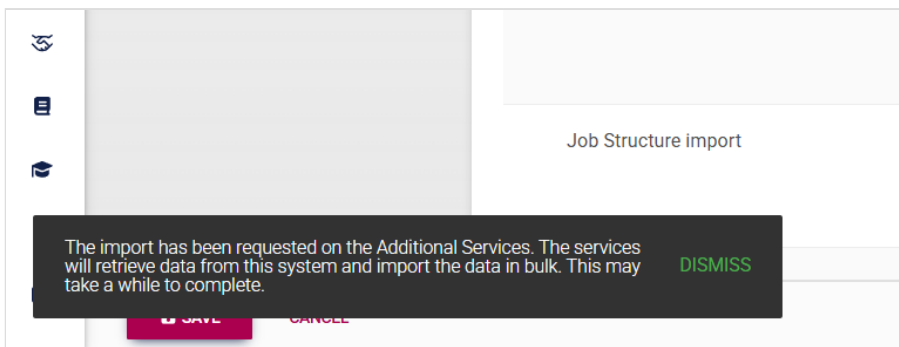 Job Structure import
The import has been requested on the Additional Services. The services
will retrieve data from this system and import the data in bulk. This may
take a while to complete.
DISMISS
SAVE
CANCEL